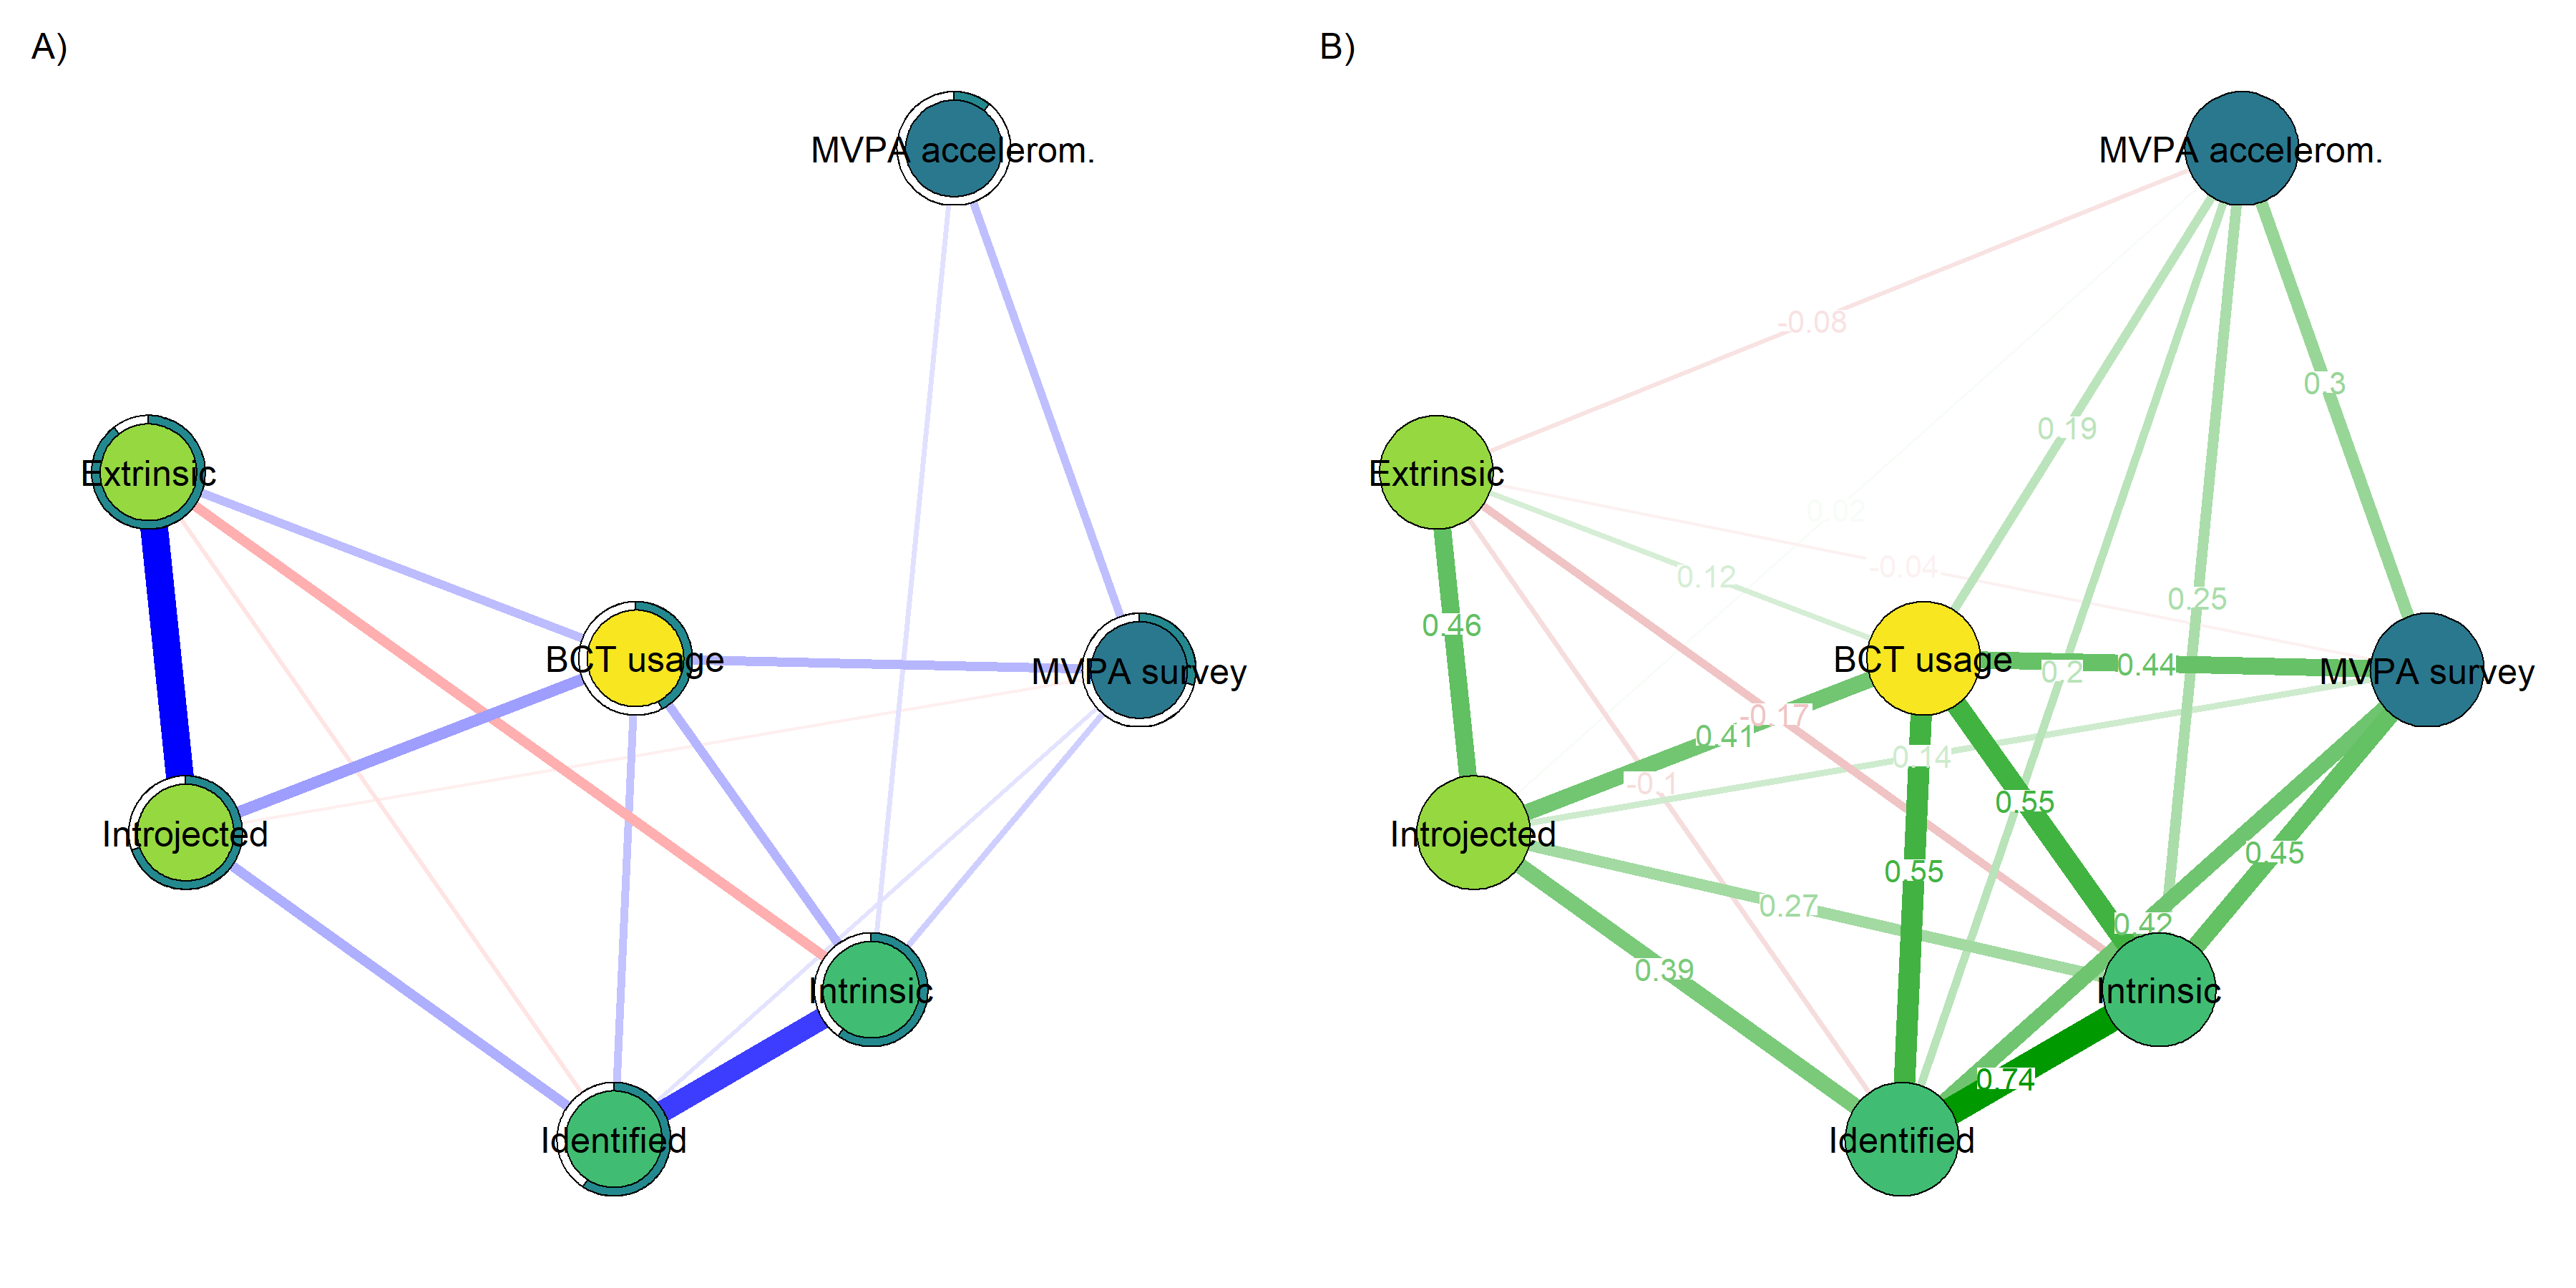 A)
MVPA accelerom.
Extrinsic
BCT usage
MVPA survey
Introjected
Intrinsic
Identified
B)
MVPA accelerom.
-0.08
0.3
0.19
Extrinsic
0.02
-0.04
0.12
0.25
0.46
BCT usage
0.2
0.44
MVPA survey
-0.17
0.41
0.14
-0.1
0.55
Introjected
0.45
0.55
0.27
0.42
0.39
Intrinsic
0.74
Identified